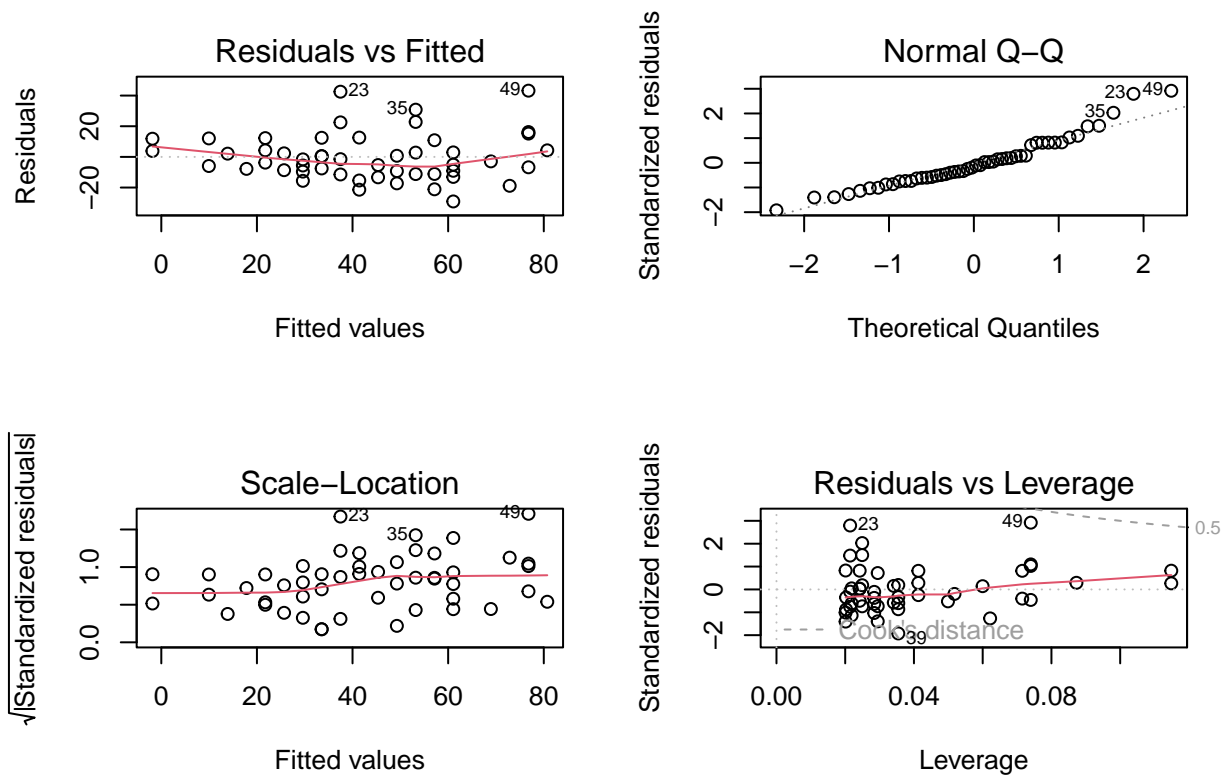 Residuals vs Fitted
Residuals
20
−20
23
35
49
0 20 40 60 80
Fitted values
Normal Q−Q
Standardized residuals
2
0
−2
23
49
35
−2 −1 0 1 2
Theoretical Quantiles
Scale−Location
√|Standardized residuals|
1.0
0.0
23
35
49
0 20 40 60 80
Fitted values
Residuals vs Leverage
Standardized residuals
2
0
−2
23
49
0.5
Cook's distance
39
0.00 0.04 0.08
Leverage